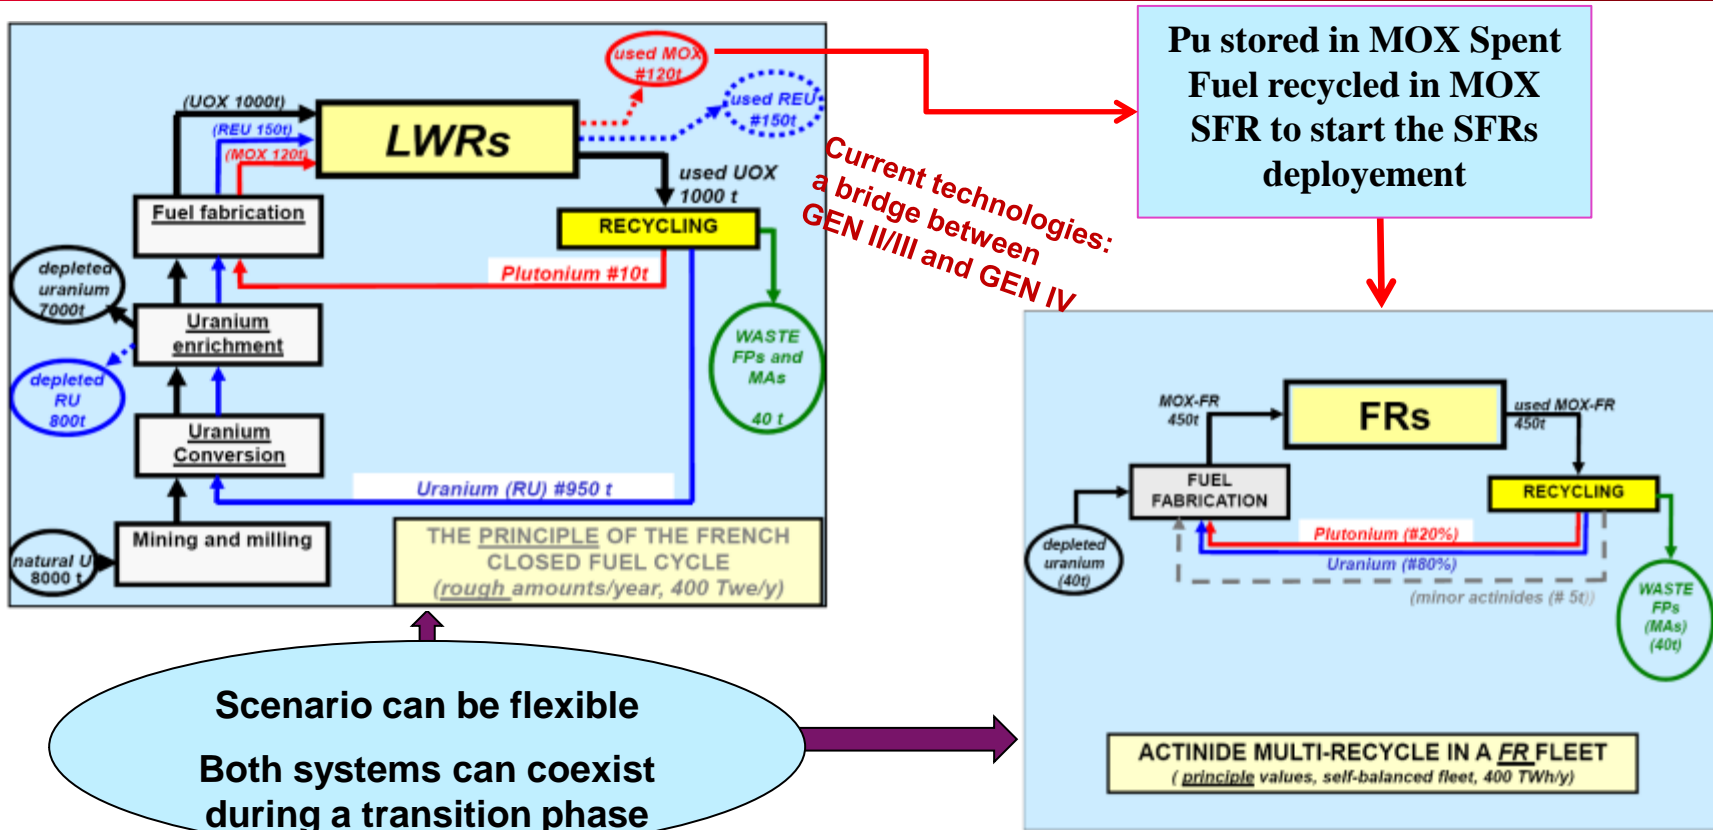 used MOX
#120t
used REU
#150t
(UOX 1000t)
(REU 150t)
(MOX 120t)
LWRs
used UOX
1000 t
Fuel fabrication
RECYCLING
Plutonium #10t
depleted
uranium
7000t
Uranium
enrichment
depleted
RU
800t
WASTE
FPs and
MAs
40 t
Uranium
Conversion
Uranium (RU) #950 t
Mining and milling
natural U
8000 t
THE PRINCIPLE OF THE FRENCH
CLOSED FUEL CYCLE
(rough amounts/year, 400 Twe/y)
Current technologies:
a bridge between
GEN II/III and GEN IV
Pu stored in MOX Spent
Fuel recycled in MOX
SFR to start the SFRs
deployement
MOX-FR
450t
FRs
used MOX-FR
450t
FUEL
FABRICATION
RECYCLING
Plutonium (#20%)
Uranium (#80%)
depleted
uranium
(40t)
(minor actinides (# 5t))
WASTE
FPs
(MAs)
(40t)
ACTINIDE MULTI-RECYCLE IN A FR FLEET
( principle values, self-balanced fleet, 400 TWh/y)
Scenario can be flexible
Both systems can coexist
during a transition phase